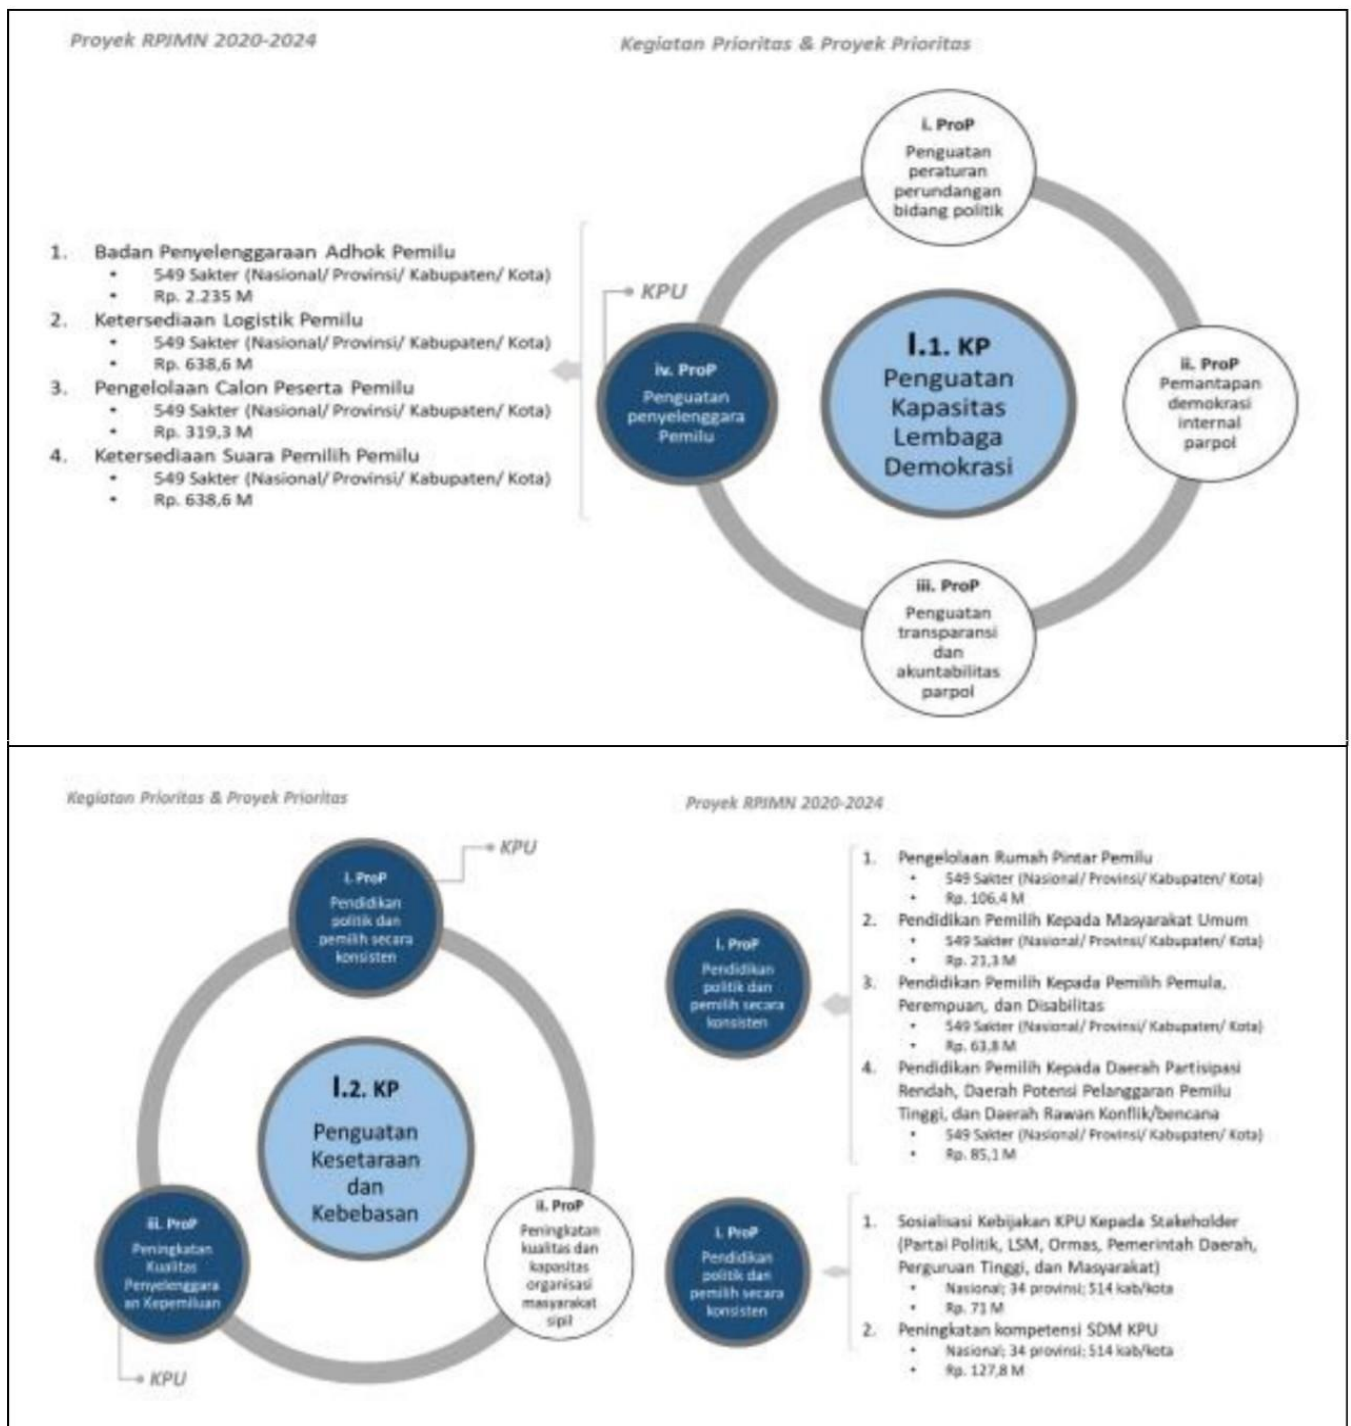 Proyek RPJMN 2020-2024
Kegiatan Prioritas & Proyek Prioritas
1. Badan Penyelenggaraan Adhok Pemilu
• 549 Sakter (Nasional/ Provinsi/ Kabupaten/ Kota)
• Rp. 2.235 M
2. Ketersediaan Logistik Pemilu
• 549 Sakter (Nasional/ Provinsi/ Kabupaten/ Kota)
• Rp. 638,6 M
3. Pengelolaan Calon Peserta Pemilu
• 549 Sakter (Nasional/ Provinsi/ Kabupaten/ Kota)
• Rp. 319,3 M
4. Ketersediaan Suara Pemilih Pemilu
• 549 Sakter (Nasional/ Provinsi/ Kabupaten/ Kota)
• Rp. 638,6 M
KPU
i. ProP
Penguatan
peraturan
perundangan
bidang politik
I.1. KP
Penguatan
Kapasitas
Lembaga
Demokrasi
ii. ProP
Pemantapan
demokrasi
internal
parpol
iii. ProP
Penguatan
transparansi
dan
akuntabilitas
parpol
iv. ProP
Penguatan
penyelenggara
Pemilu
Kegiatan Prioritas & Proyek Prioritas
KPU
i. ProP
Pendidikan
politik dan
pemilih secara
konsisten
I.2. KP
Penguatan
Kesetaraan
dan
Kebebasan
ii. ProP
Peningkatan
kualitas dan
kapasitas
organisasi
masyarakat
sipil
iii. ProP
Peningkatan
Kualitas
Penyelenggara
an Kepemiluan
KPU
Proyek RPJMN 2020-2024
i. ProP
Pendidikan
politik dan
pemilih secara
konsisten
1. Pengelolaan Rumah Pintar Pemilu
• 549 Sakter (Nasional/ Provinsi/ Kabupaten/ Kota)
• Rp. 106,4 M
2. Pendidikan Pemilih Kepada Masyarakat Umum
• 549 Sakter (Nasional/ Provinsi/ Kabupaten/ Kota)
• Rp. 21,3 M
3. Pendidikan Pemilih Kepada Pemilih Pemula,
Perempuan, dan Disabilitas
• 549 Sakter (Nasional/ Provinsi/ Kabupaten/ Kota)
• Rp. 63,8 M
4. Pendidikan Pemilih Kepada Daerah Partisipasi
Rendah, Daerah Potensi Pelanggaran Pemilu
Tinggi, dan Daerah Rawan Konflik/bencana
• 549 Sakter (Nasional/ Provinsi/ Kabupaten/ Kota)
• Rp. 85,1 M
i. ProP
Pendidikan
politik dan
pemilih secara
konsisten
1. Sosialisasi Kebijakan KPU Kepada Stakeholder
(Partai Politik, LSM, Ormas, Pemerintah Daerah,
Perguruan Tinggi, dan Masyarakat)
• Nasional; 34 provinsi; 514 kab/kota
• Rp. 71 M
2. Peningkatan kompetensi SDM KPU
• Nasional; 34 provinsi; 514 kab/kota
• Rp. 127,8 M